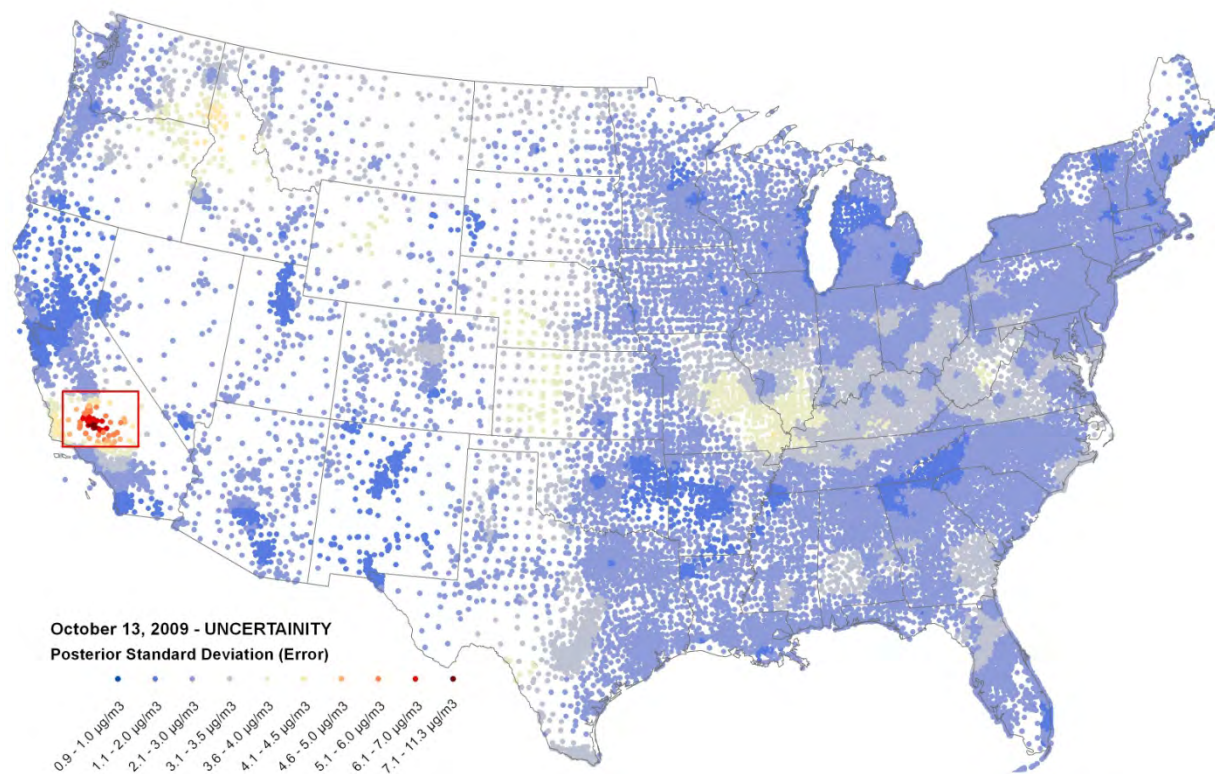 October 13, 2009 - UNCERTAINITY
Posterior Standard Deviation (Error)
0.9 - 1.0 µg/m3
1.1 - 2.0 µg/m3
2.1 - 3.0 µg/m3
3.1 - 3.5 µg/m3
3.6 - 4.0 µg/m3
4.1 - 4.5 µg/m3
4.6 - 5.0 µg/m3
5.1 - 6.0 µg/m3
6.1 - 7.0 µg/m3
7.1 - 11.3 µg/m3